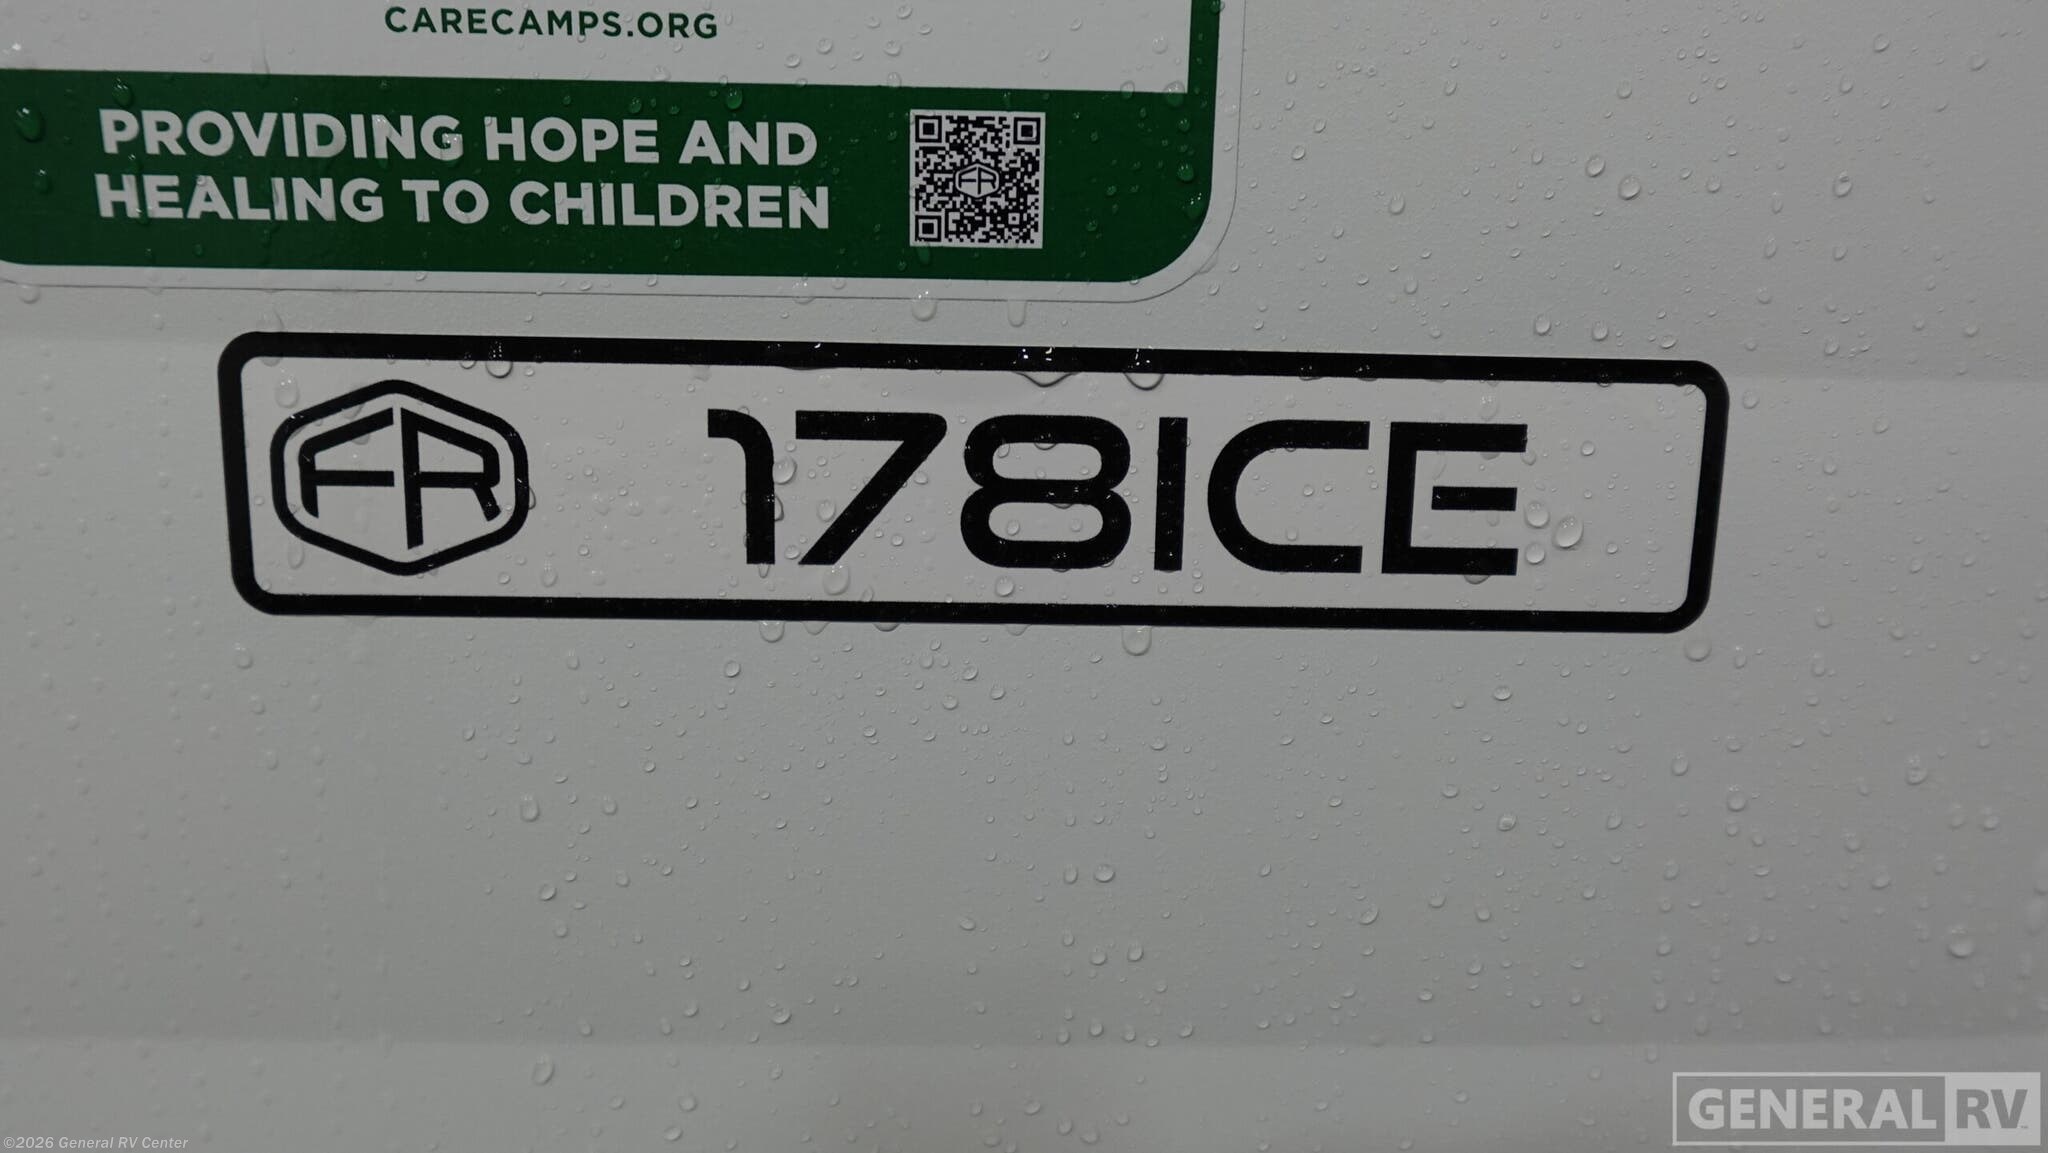 CARECAMPS.ORG
PROVIDING HOPE AND
HEALING TO CHILDREN
FR
FR 178ICE
GENERAL RV
©2026 General RV Center